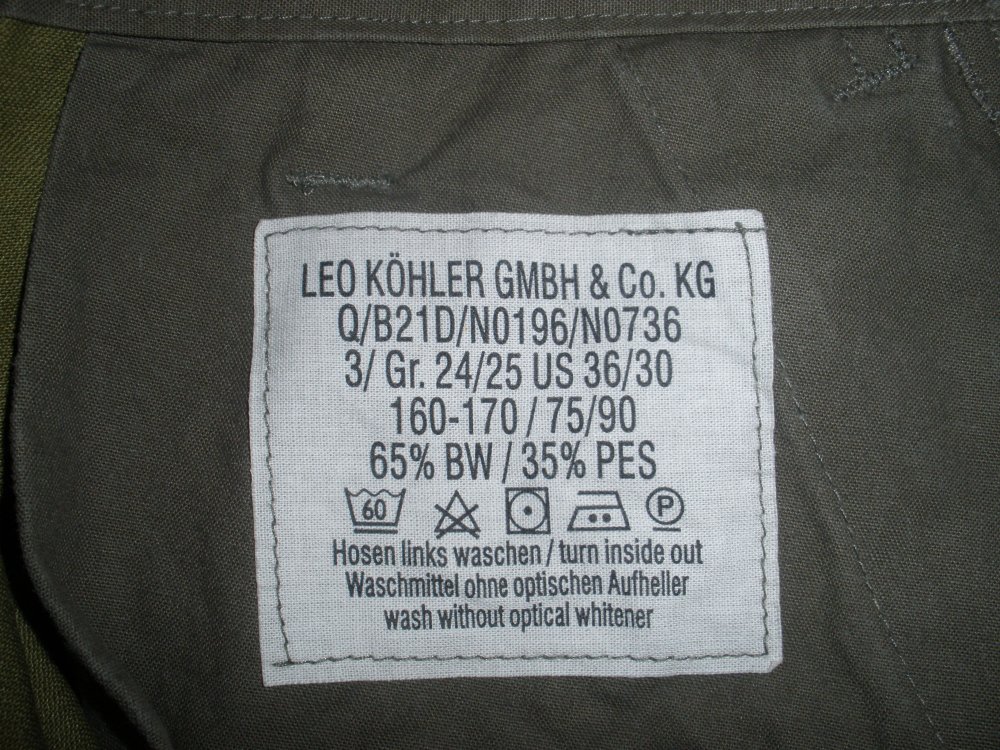 LEO KÖHLER GMBH & Co. KG
Q/B21D/N0196/N0736
3/ Gr. 24/25 US 36/30
160-170 / 75/90
65% BW / 35% PES
60 P
Hosen links waschen / turn inside out
Waschmittel ohne optischen Aufheller
wash without optical whitener